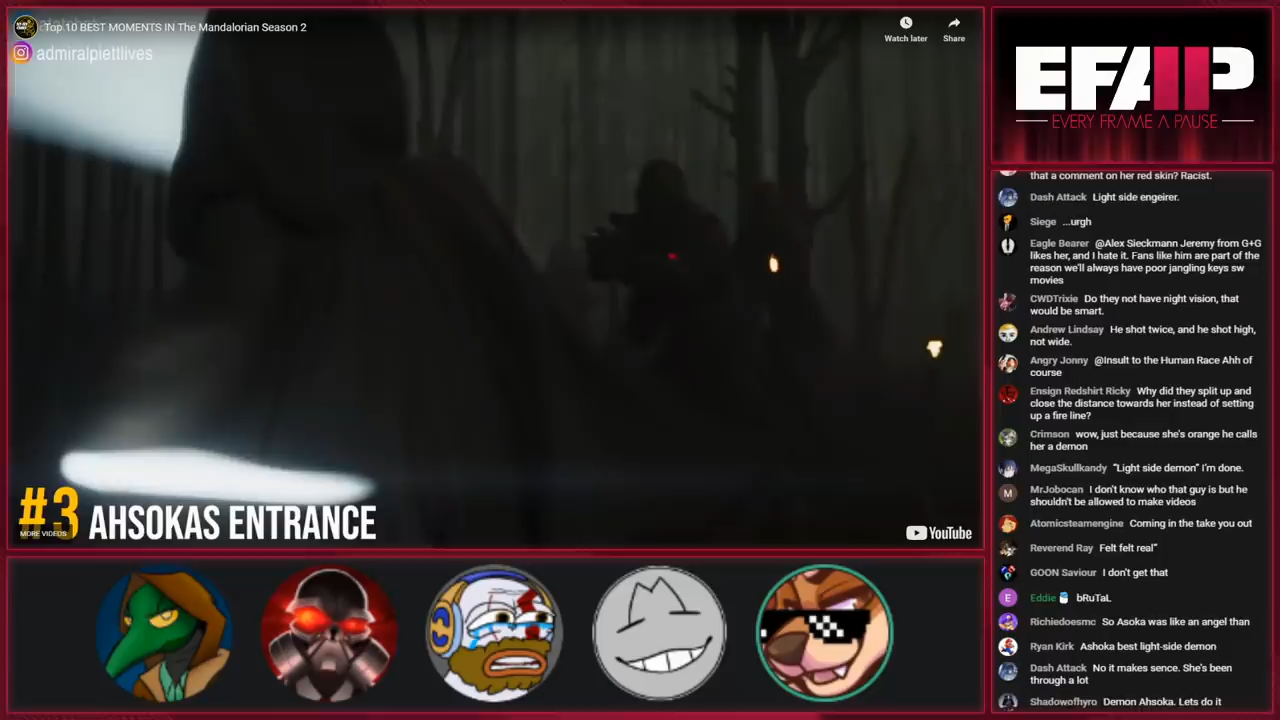 Top 10 BEST MOMENTS IN The Mandalorian Season 2
admiralpiettlives
Watch later
Share
#3 AHSOKAS ENTRANCE
MORE VIDEOS
YouTube
EFAP
EVERY FRAME A PAUSE
that a comment on her red skin? Racist.
Dash Attack Light side engeirer.
Siege ...urgh
Eagle Bearer @Alex Sieckmann Jeremy from G+G
likes her, and I hate it. Fans like him are part of the
reason we'll always have poor jangling keys sw
movies
CWDTrixie Do they not have night vision, that
would be smart.
Andrew Lindsay He shot twice, and he shot high,
not wide.
Angry Jonny @Insult to the Human Race Ahh of
course
Ensign Redshirt Ricky Why did they split up and
close the distance towards her instead of setting
up a fire line?
Crimson wow, just because she's orange he calls
her a demon
MegaSkullkandy "Light side demon" I'm done.
M
MrJobocan I don't know who that guy is but he
shouldn't be allowed to make videos
Atomicsteamengine Coming in the take you out
Reverend Ray Felt felt real"
GOON Saviour I don't get that
E
Eddie bRuTaL
Richiedoesmc So Asoka was like an angel than
Ryan Kirk Ashoka best light-side demon
Dash Attack No it makes sence. She's been
through a lot
Shadowofhyro Demon Ahsoka. Lets do it